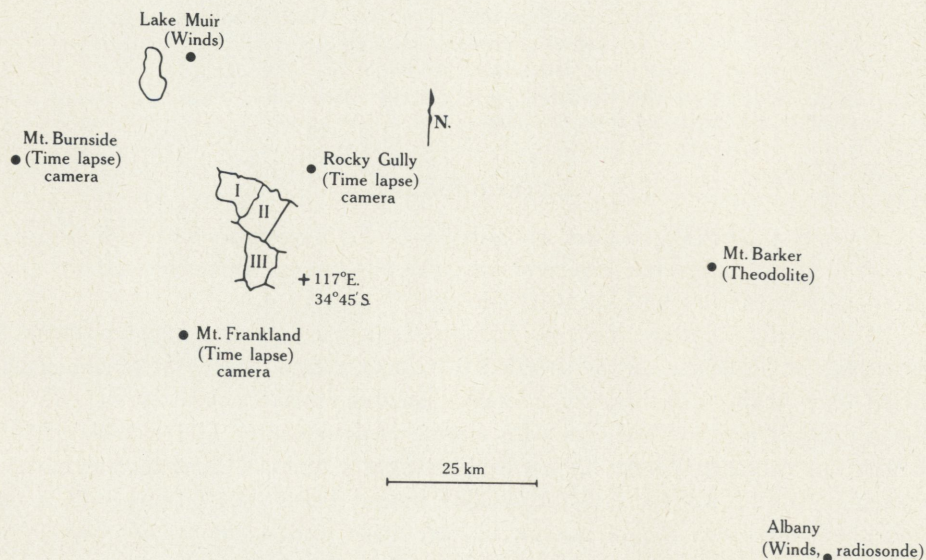 Lake Muir
(Winds)
N.
Mt. Burnside
(Time lapse)
camera
Rocky Gully
(Time lapse)
camera
I
II
III
117°E.
34°45'S.
Mt. Barker
(Theodolite)
Mt. Frankland
(Time lapse)
camera
25 km
Albany
(Winds, radiosonde)